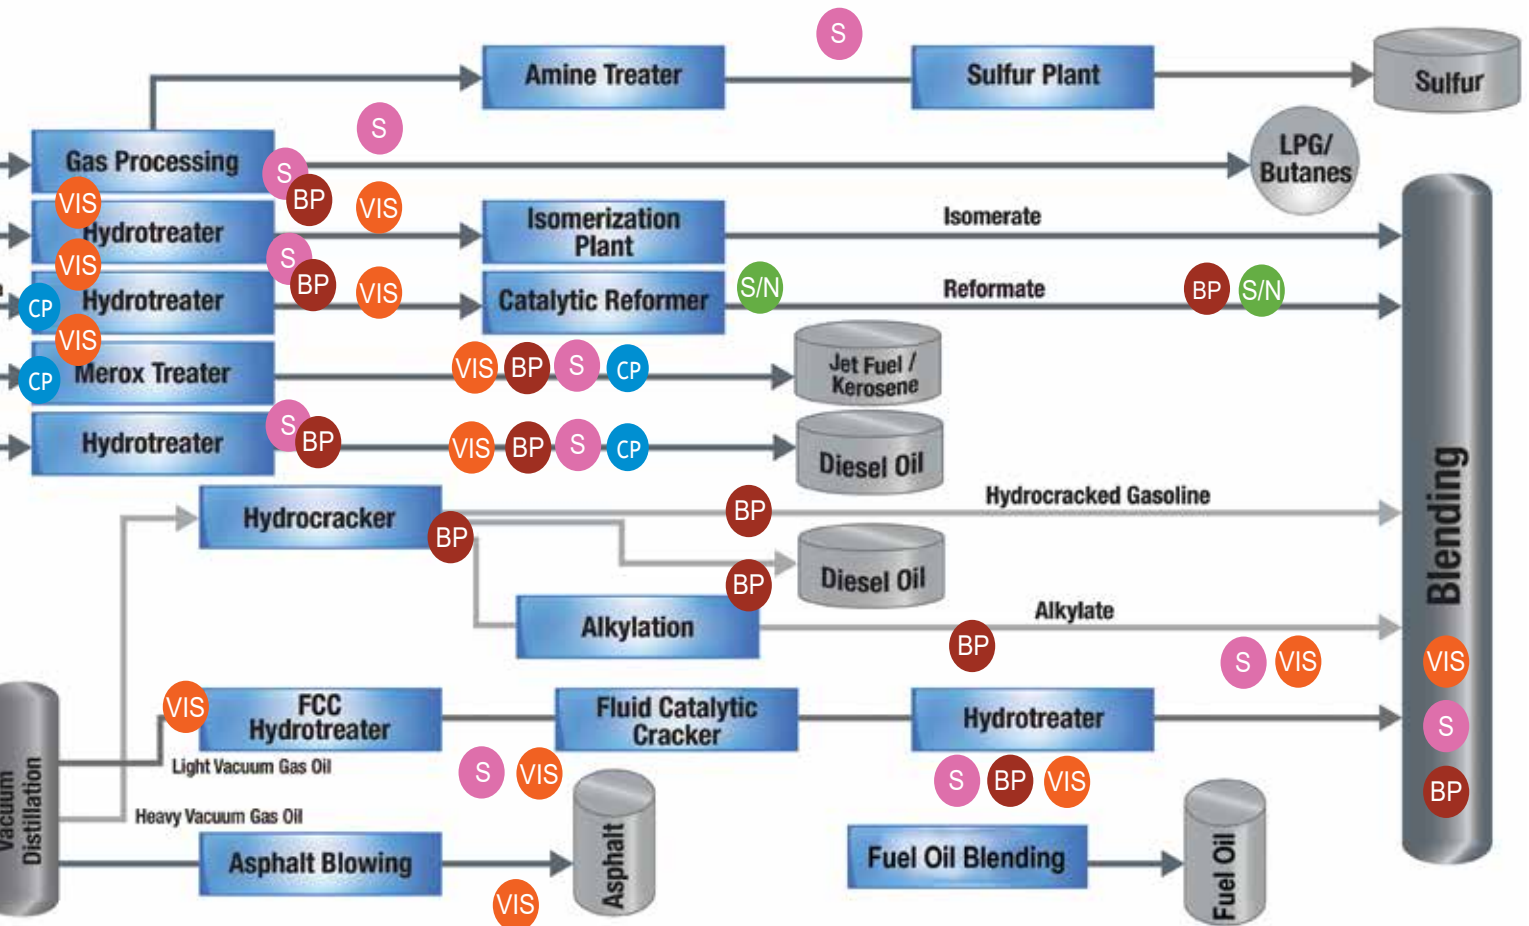 S
Amine Treater
Sulfur Plant
Sulfur
S
Gas Processing
S
BP
LPG/
Butanes
VIS
VIS
Hydrotreater
Isomerization
Plant
Isomerate
VIS
S
BP
CP
Hydrotreater
VIS
Catalytic Reformer
S/N
Reformate
BP
S/N
VIS
CP
Merox Treater
VIS
BP
S
CP
Jet Fuel /
Kerosene
Hydrotreater
S
BP
VIS
BP
S
CP
Diesel Oil
Hydrocracker
BP
BP
Hydrocracked Gasoline
BP
Diesel Oil
Alkylation
Alkylate
BP
S
VIS
Blending
VIS
S
BP
VIS
FCC
Hydrotreater
Fluid Catalytic
Cracker
Hydrotreater
Light Vacuum Gas Oil
S
VIS
S
BP
VIS
Vacuum
Distillation
Heavy Vacuum Gas Oil
Asphalt Blowing
Asphalt
VIS
Fuel Oil Blending
Fuel Oil